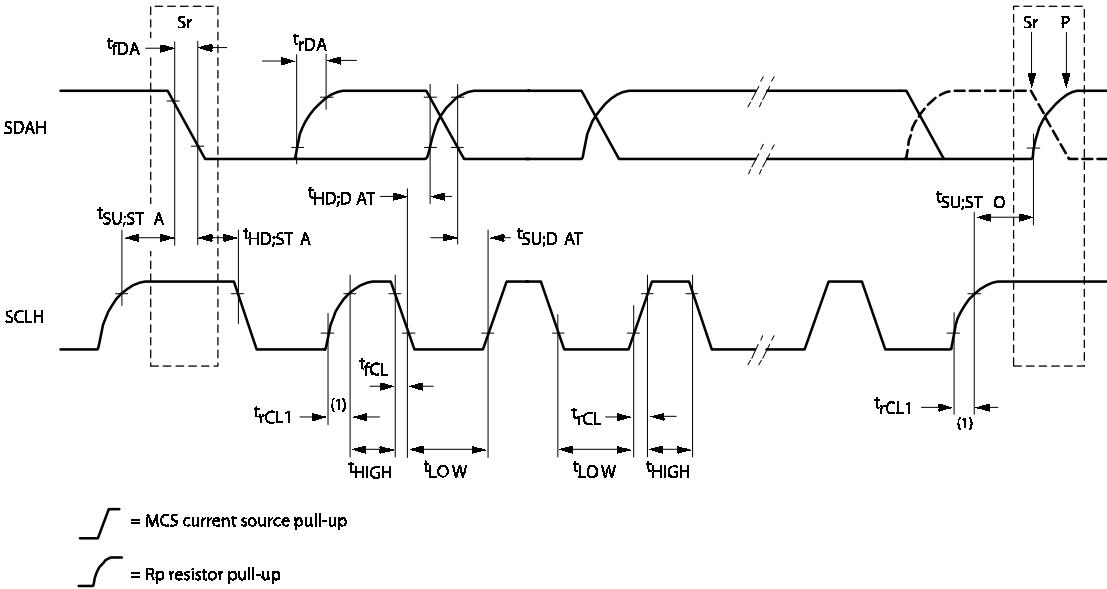 Sr
Sr P
tfDA
trDA
SDAH
tHD;D AT
tSU;ST A
tHD;ST A
tSU;D AT
tSU;ST O
SCLH
tfCL
trCL1
(1)
trCL
trCL1
(1)
tHIGH
tLOW
tLOW
tHIGH
= MCS current source pull-up
= Rp resistor pull-up